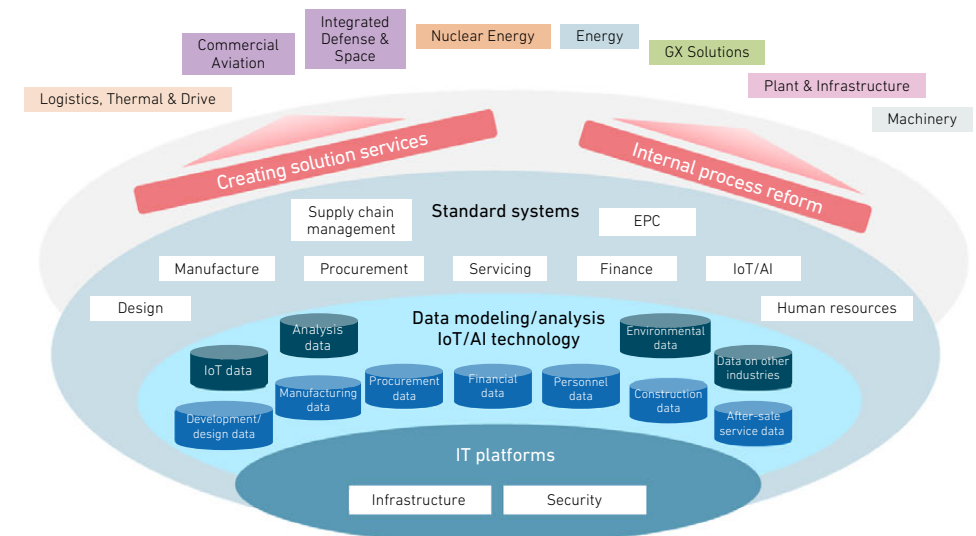 Integrated
Defense &
Space
Commercial
Aviation
Nuclear Energy
Energy
GX Solutions
Logistics, Thermal & Drive
Plant & Infrastructure
Machinery
Creating solution services
Internal process reform
Standard systems
Supply chain
management
EPC
Manufacture
Procurement
Servicing
Finance
IoT/AI
Design
Human resources
Data modeling/analysis
IoT/AI technology
Analysis
data
Environmental
data
IoT data
Data on other
industries
Manufacturing
data
Procurement
data
Financial
data
Personnel
data
Construction
data
Development/
design data
After-sale
service data
IT platforms
Infrastructure
Security